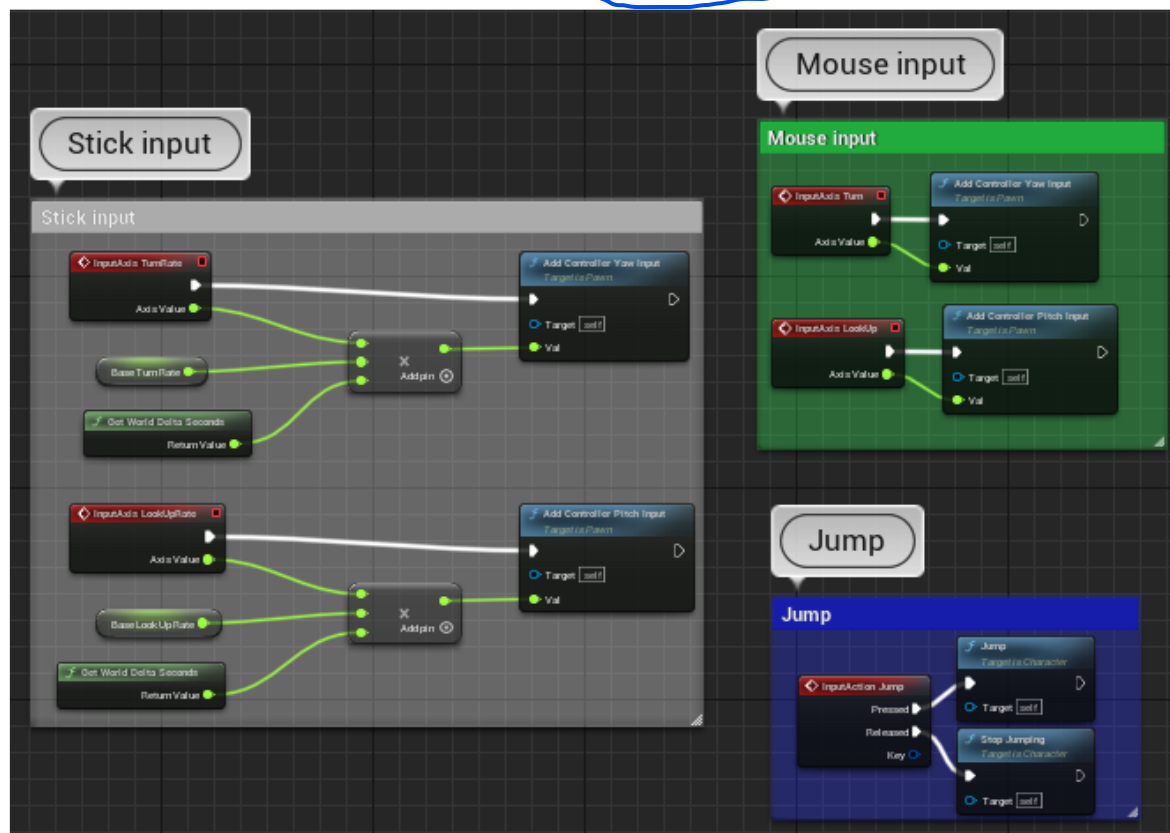 Stick input
Stick input
InputAxis TurnRate
Axis Value
BaseTurnRate
Get World Delta Seconds
Return Value
×
Add pin
Add Controller Yaw Input
Target is Pawn
Target self
Val
InputAxis LookUpRate
Axis Value
BaseLookUpRate
Get World Delta Seconds
Return Value
×
Add pin
Add Controller Pitch Input
Target is Pawn
Target self
Val
Mouse input
Mouse input
InputAxis Turn
Axis Value
Add Controller Yaw Input
Target is Pawn
Target self
Val
InputAxis LookUp
Axis Value
Add Controller Pitch Input
Target is Pawn
Target self
Val
Jump
Jump
InputAction Jump
Pressed
Released
Key
Jump
Target is Character
Target self
Stop Jumping
Target is Character
Target self